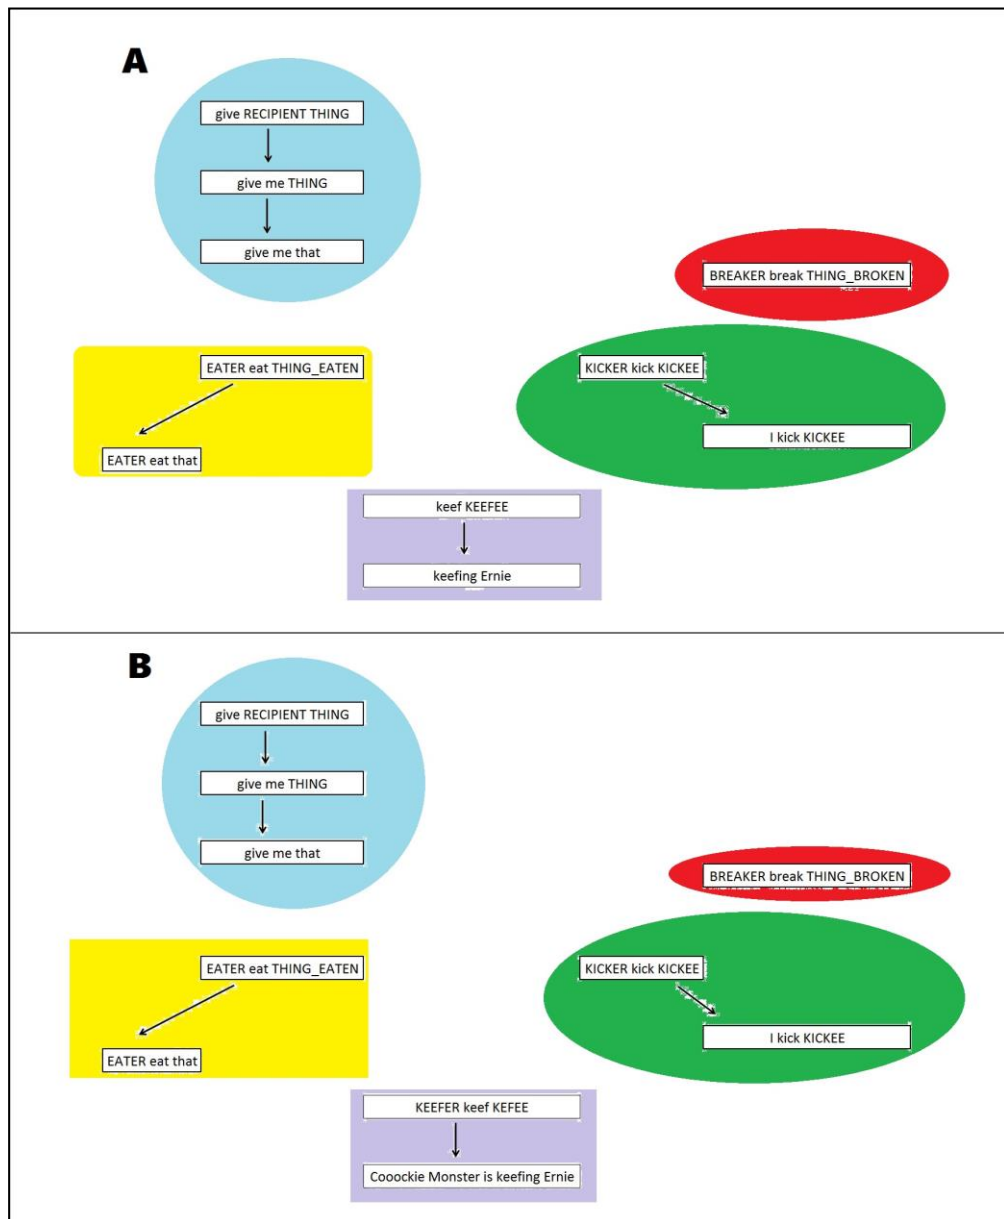 A
give RECIPIENT THING
give me THING
give me that
BREAKER break THING_BROKEN
EATER eat THING_EATEN
KICKER kick KICKEE
EATER eat that
I kick KICKEE
keef KEEFEE
keefing Ernie
B
give RECIPIENT THING
give me THING
give me that
BREAKER break THING_BROKEN
EATER eat THING_EATEN
KICKER kick KICKEE
EATER eat that
I kick KICKEE
KEEFER keef KEFEE
Cooockie Monster is keefing Ernie